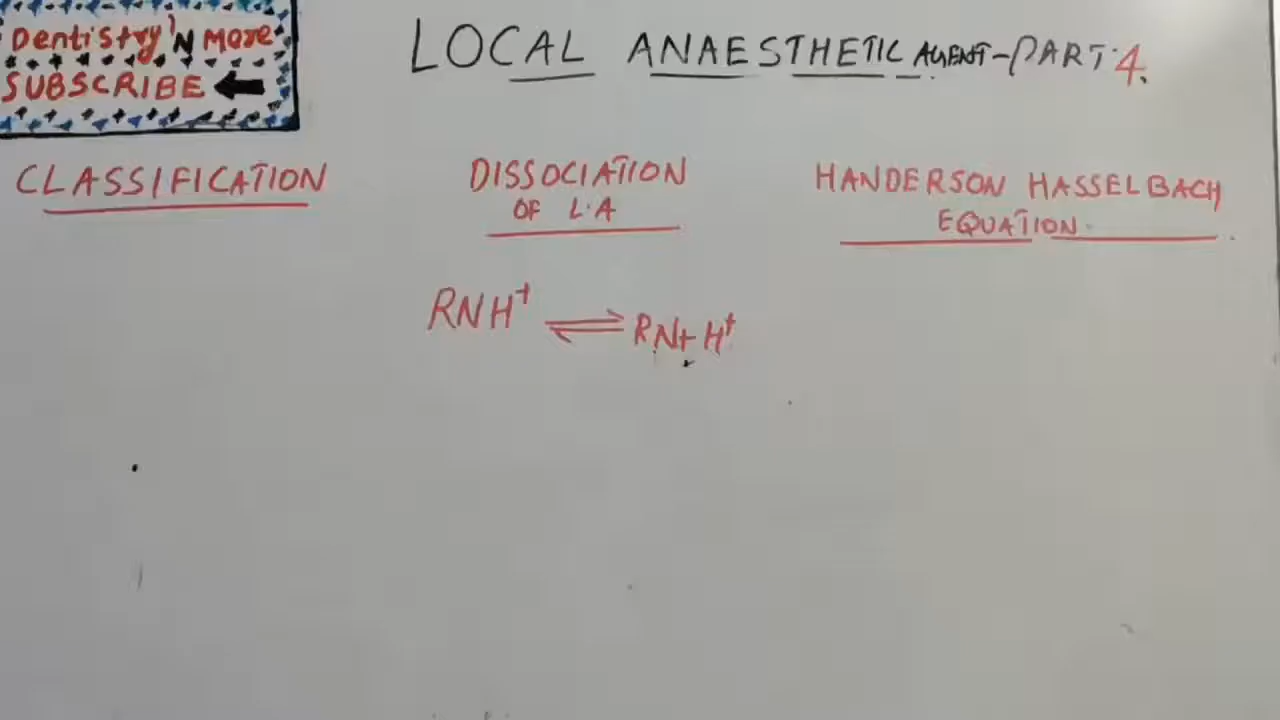 Dentistry'N More
SUBSCRIBE
LOCAL ANAESTHETIC AGENT-PART:4.
CLASSIFICATION
DISSOCIATION
OF L.A
HANDERSON HASSELBACH
EQUATION.
RNH⁺ ⇌ RN+H⁺